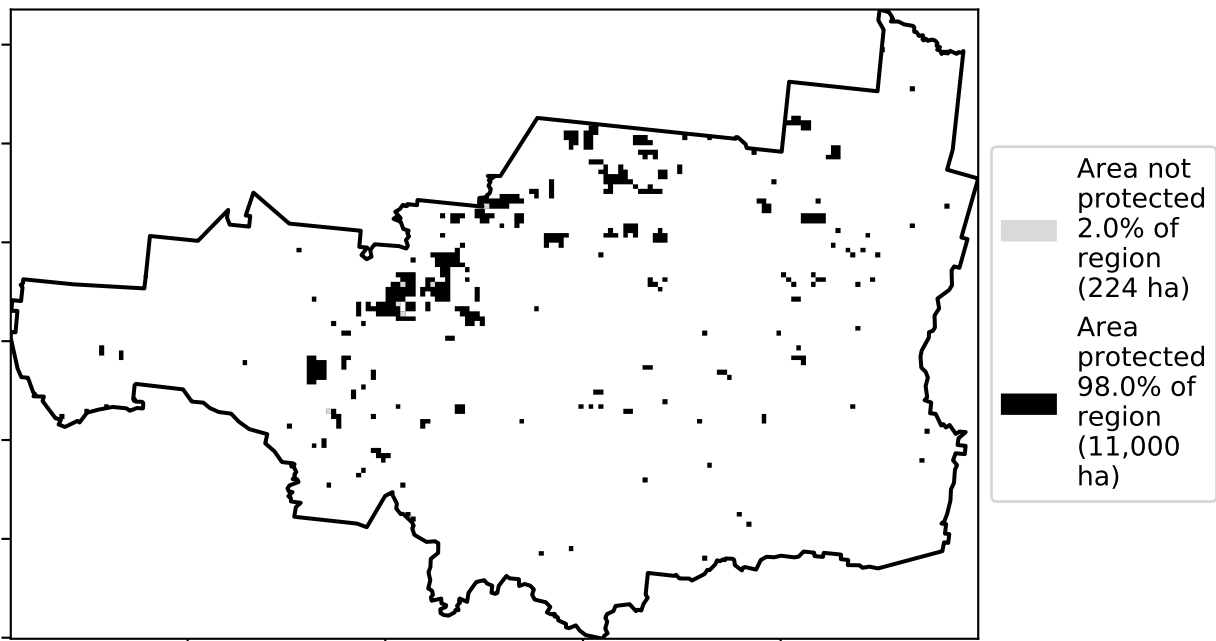 Area not
protected
2.0% of
region
(224 ha)
Area
protected
98.0% of
region
(11,000
ha)